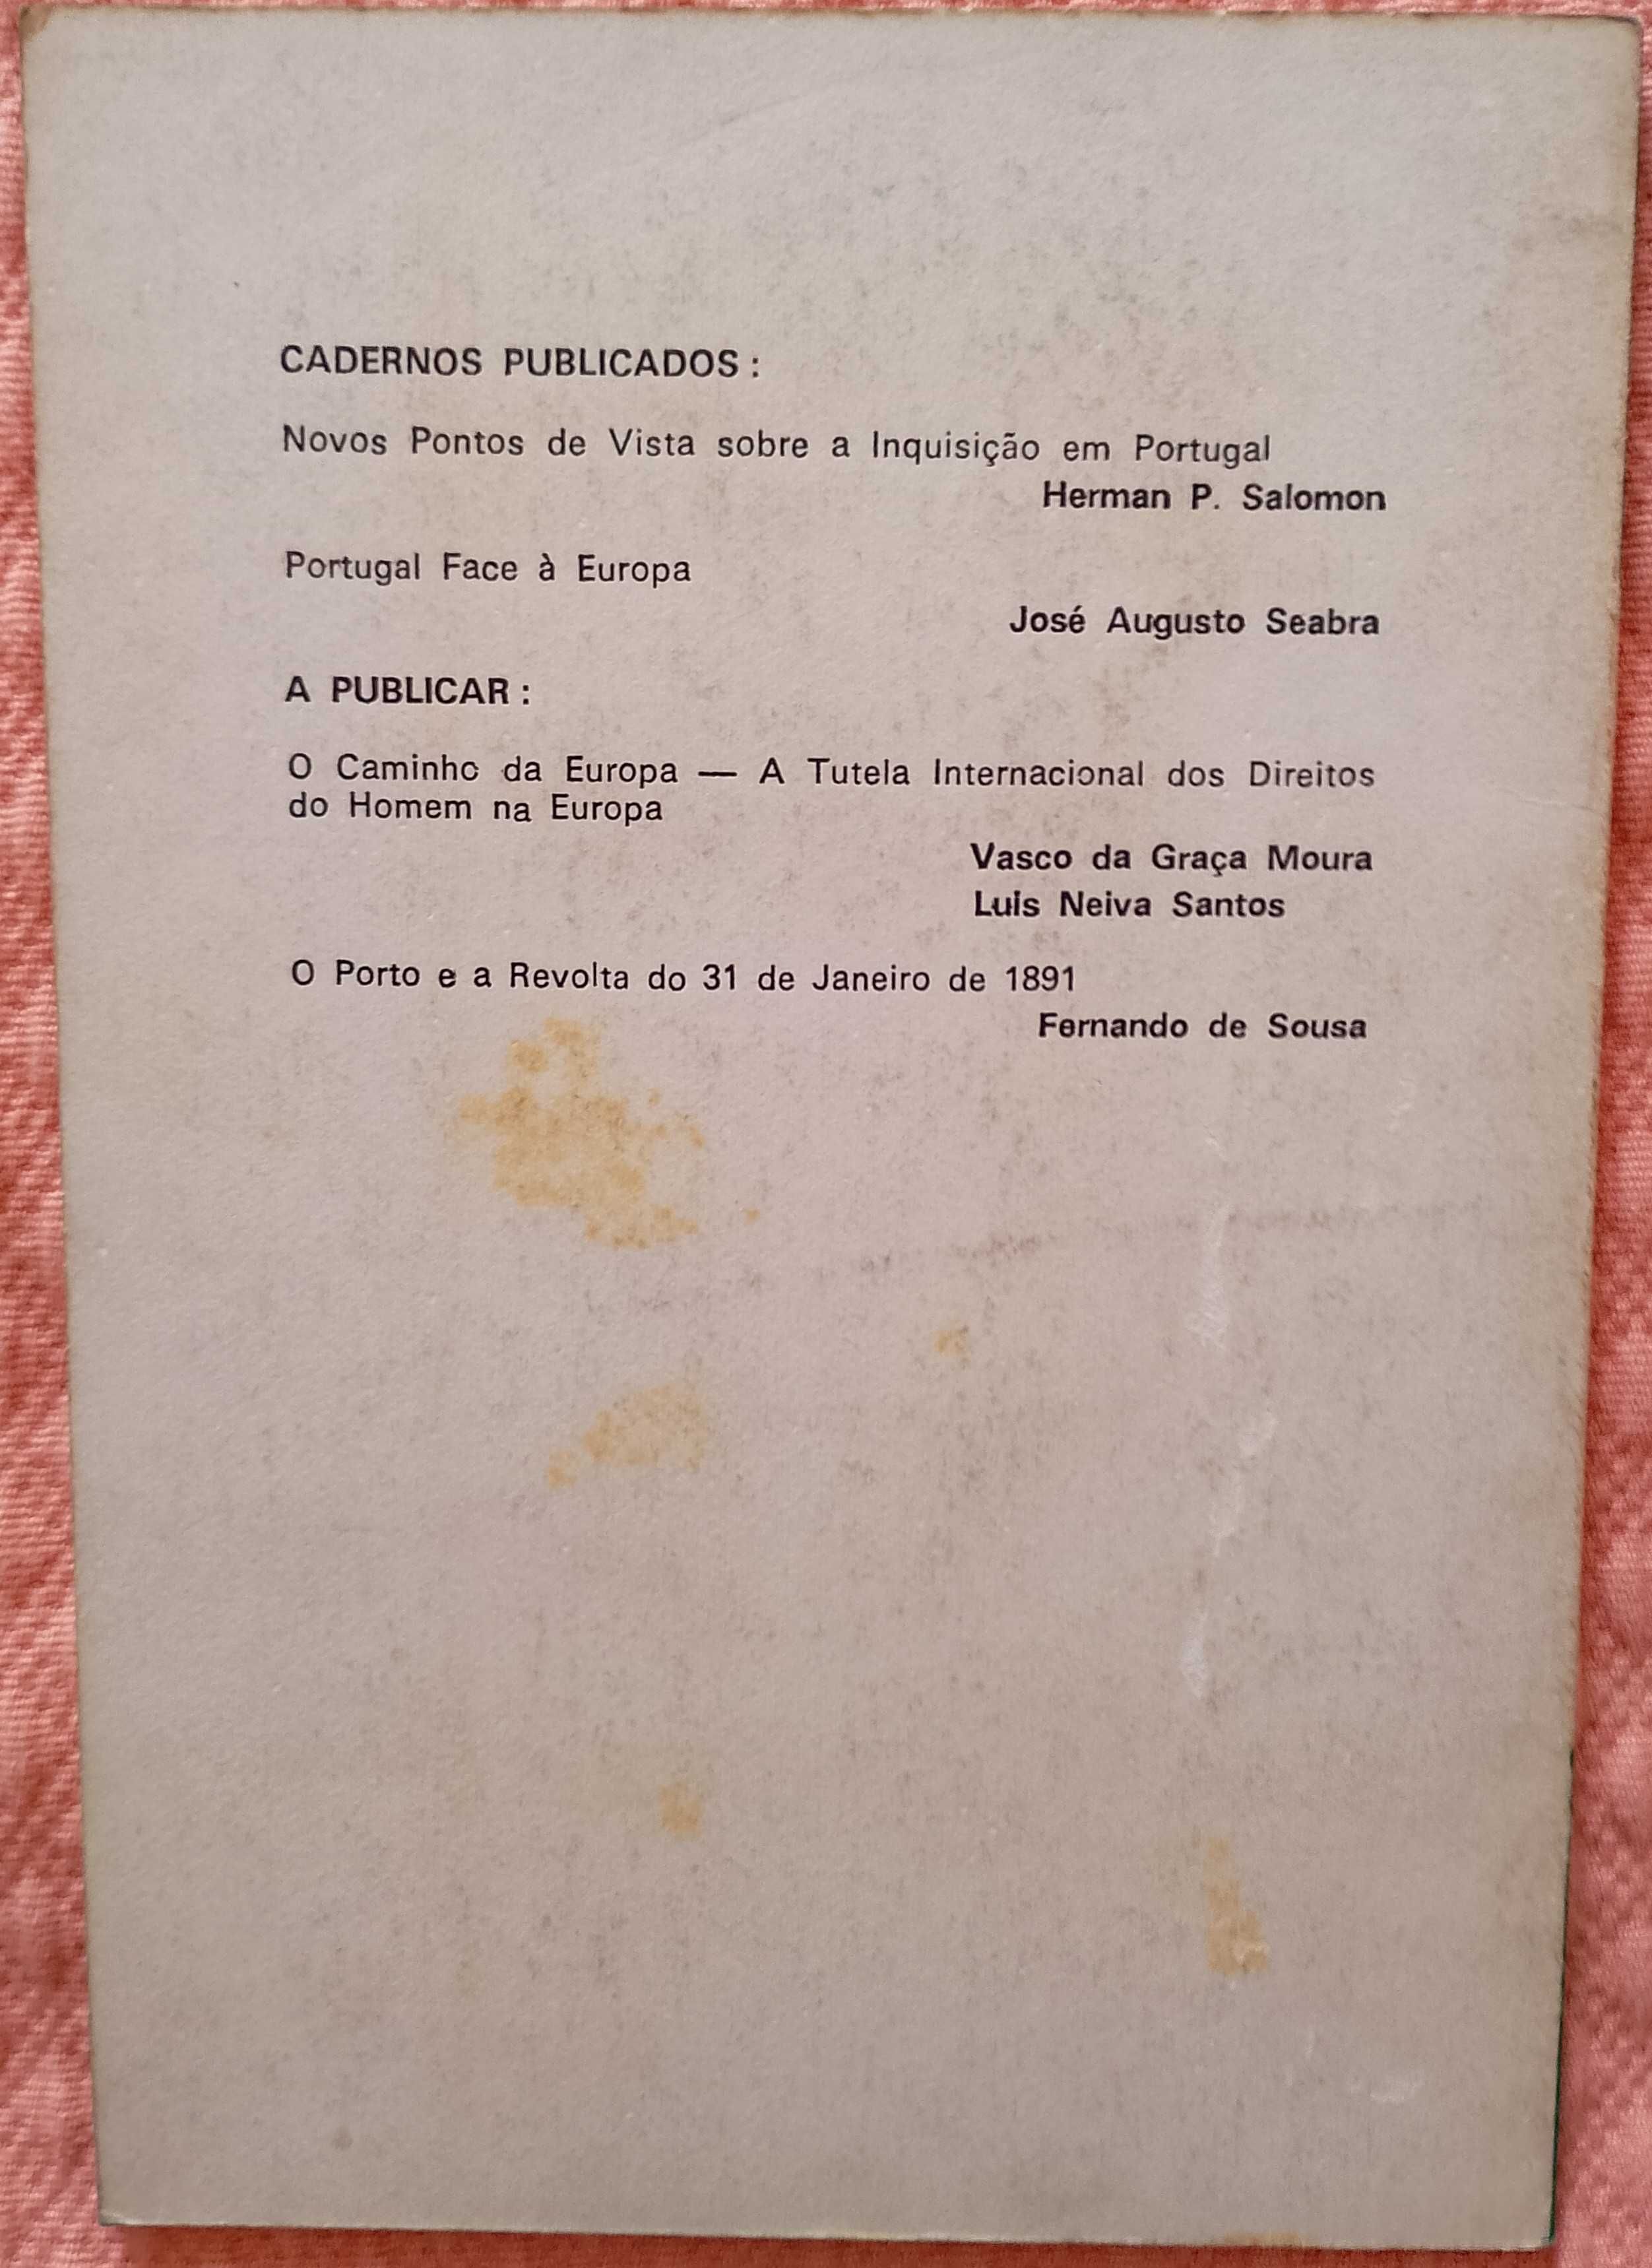 CADERNOS PUBLICADOS :
Novos Pontos de Vista sobre a Inquisição em Portugal
Herman P. Salomon
Portugal Face à Europa
José Augusto Seabra
A PUBLICAR :
O Caminho da Europa — A Tutela Internacional dos Direitos
do Homem na Europa
Vasco da Graça Moura
Luis Neiva Santos
O Porto e a Revolta do 31 de Janeiro de 1891
Fernando de Sousa